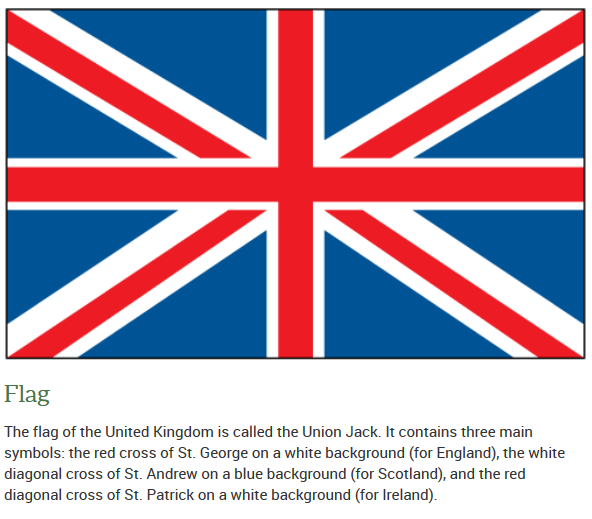 Flag
The flag of the United Kingdom is called the Union Jack. It contains three main
symbols: the red cross of St. George on a white background (for England), the white
diagonal cross of St. Andrew on a blue background (for Scotland), and the red
diagonal cross of St. Patrick on a white background (for Ireland).